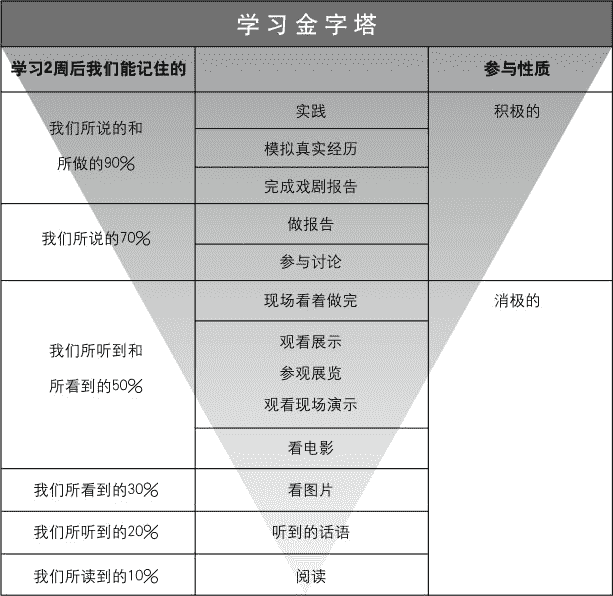 学习金字塔
学习2周后我们能记住的
参与性质
我们所说的和
所做的90%
实践
模拟真实经历
完成戏剧报告
积极的
我们所说的70%
做报告
参与讨论
我们所听到和
所看到的50%
现场看着做完
观看展示
参观展览
观看现场演示
看电影
消极的
我们所看到的30%
看图片
我们所听到的20%
听到的话语
我们所读到的10%
阅读